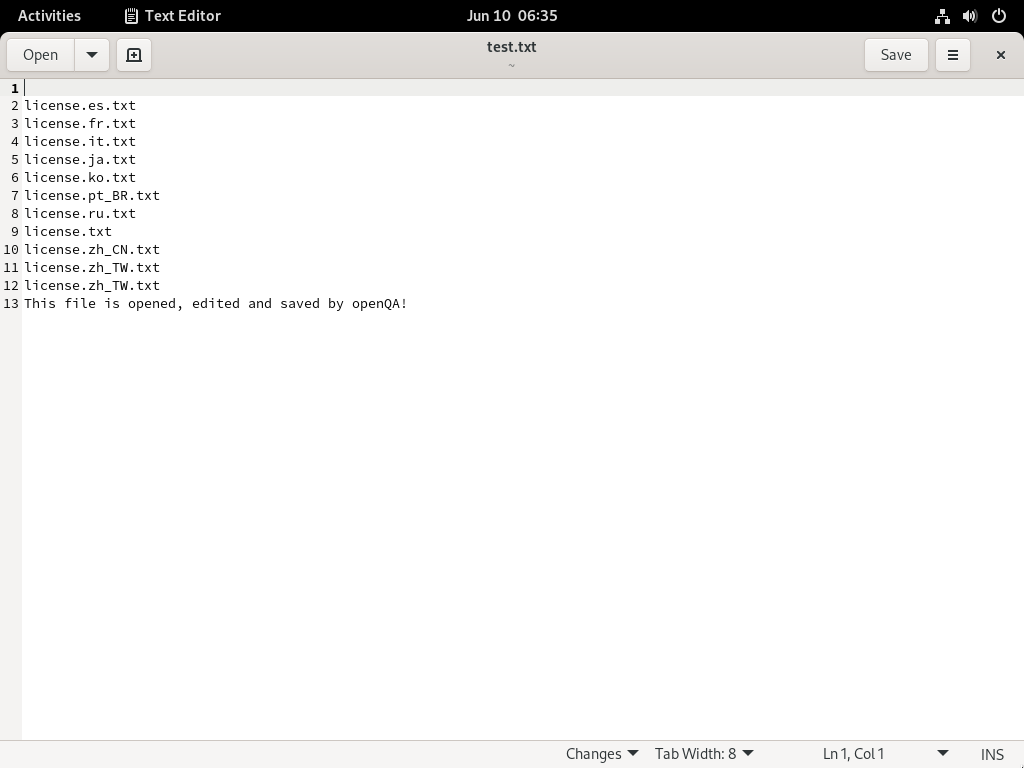 Activities Text Editor Jun 10 06:35
Open test.txt Save
~
1
2 license.es.txt
3 license.fr.txt
4 license.it.txt
5 license.ja.txt
6 license.ko.txt
7 license.pt_BR.txt
8 license.ru.txt
9 license.txt
10 license.zh_CN.txt
11 license.zh_TW.txt
12 license.zh_TW.txt
13 This file is opened, edited and saved by openQA!
Changes Tab Width: 8 Ln 1, Col 1 INS